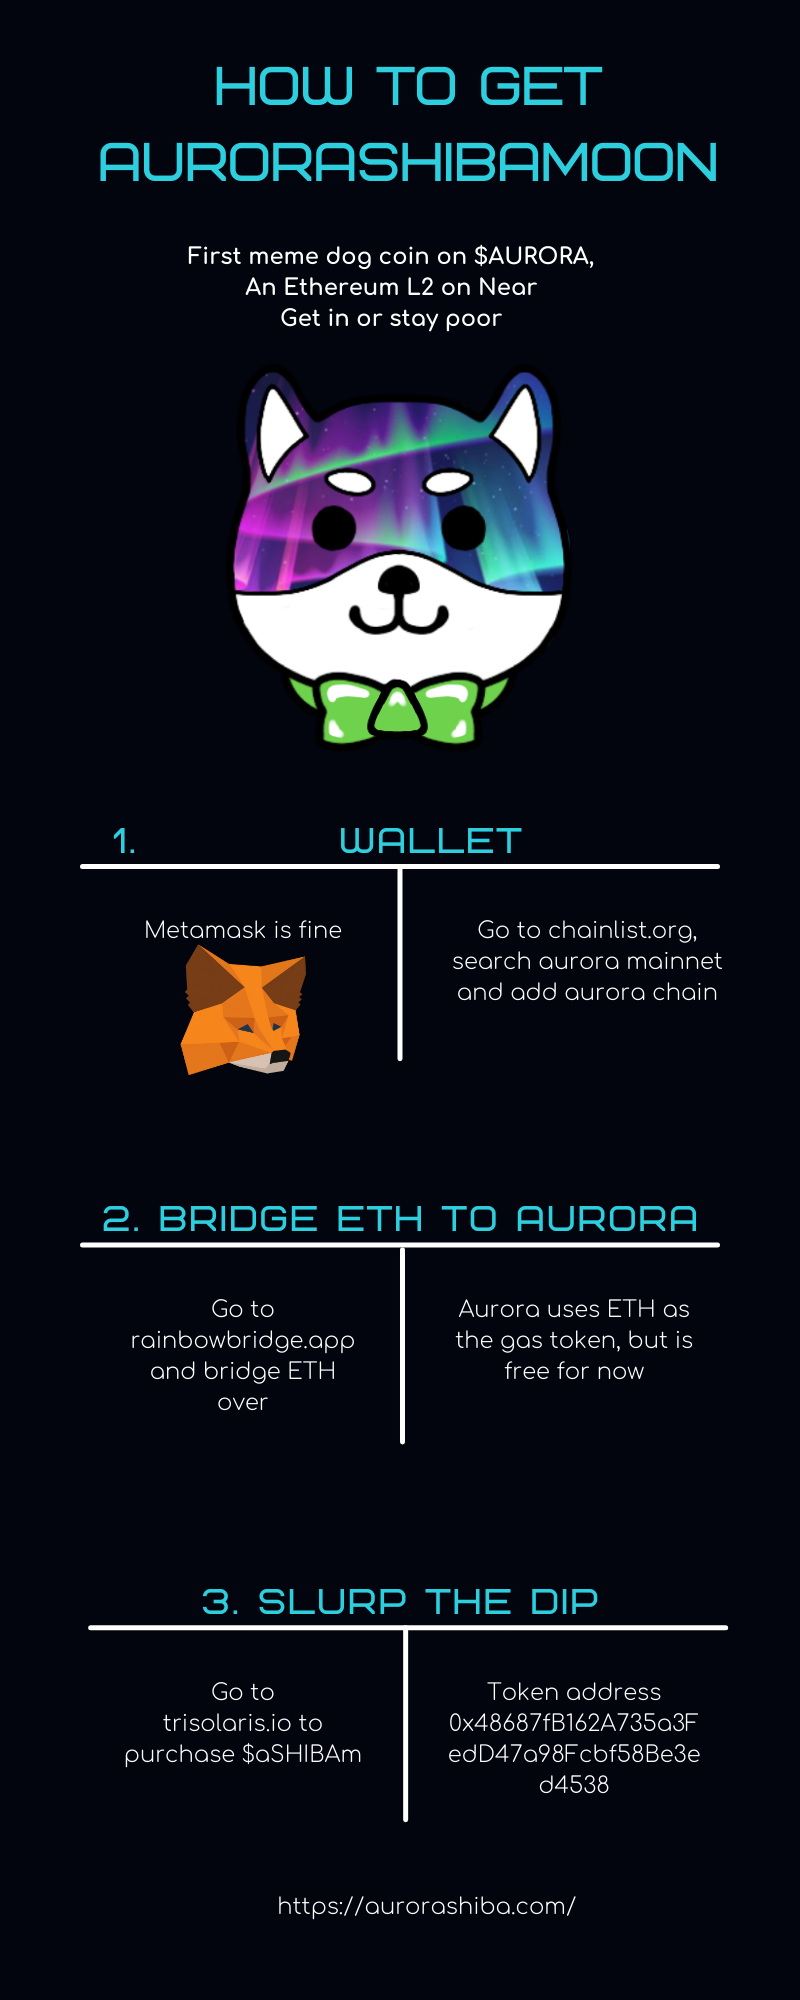 HOW TO GET
AURORASHIBAMOON
First meme dog coin on $AURORA,
An Ethereum L2 on Near
Get in or stay poor
1. WALLET
Metamask is fine
Go to chainlist.org,
search aurora mainnet
and add aurora chain
2. BRIDGE ETH TO AURORA
Go to
rainbowbridge.app
and bridge ETH
over
Aurora uses ETH as
the gas token, but is
free for now
3. SLURP THE DIP
Go to
trisolaris.io to
purchase $aSHIBAm
Token address
0x48687fB162A735a3F
edD47a98Fcbf58Be3e
d4538
https://aurorashiba.com/